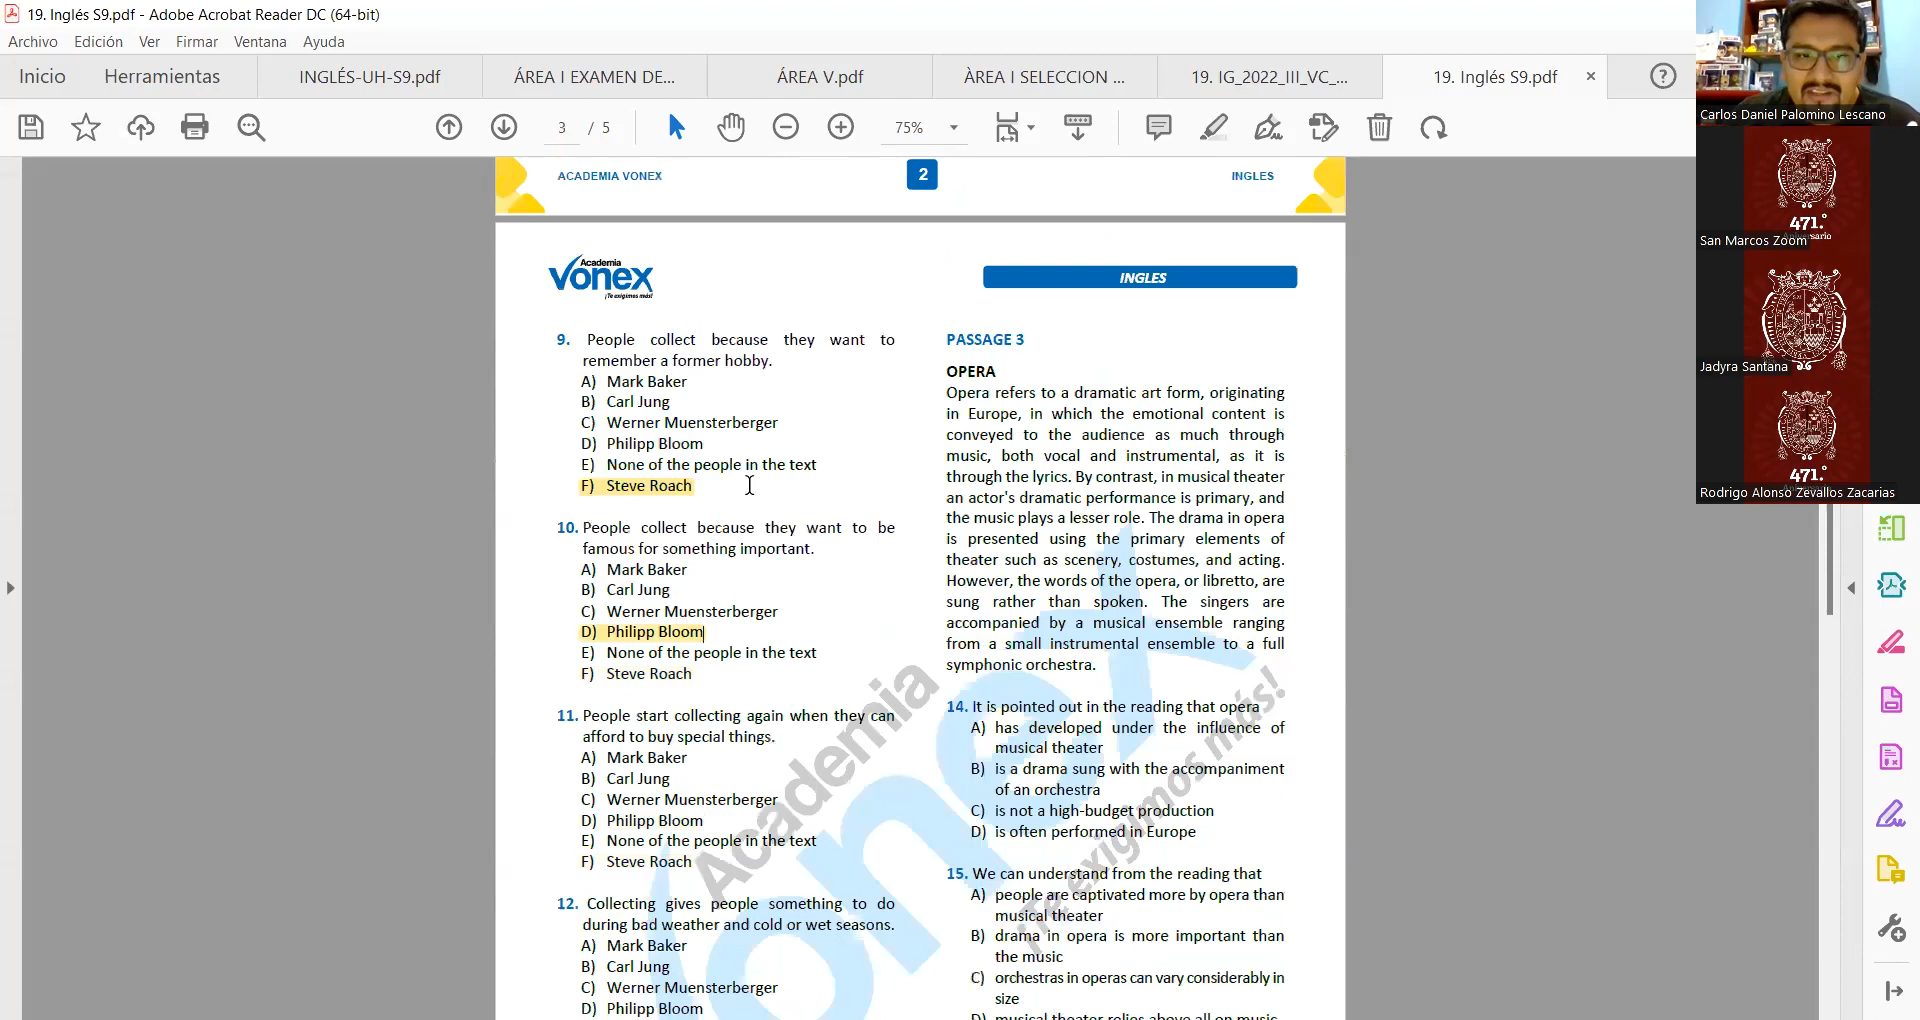 19. Inglés S9.pdf - Adobe Acrobat Reader DC (64-bit)
Archivo Edición Ver Firmar Ventana Ayuda
Inicio Herramientas INGLÉS-UH-S9.pdf ÁREA I EXAMEN DE... ÁREA V.pdf ÀREA I SELECCION ... 19. IG_2022_III_VC_... 19. Inglés S9.pdf
3 / 5 75%
ACADEMIA VONEX 2 INGLES
Academia
Vonex
¡Te exigimos más!
INGLES
9. People collect because they want to
remember a former hobby.
A) Mark Baker
B) Carl Jung
C) Werner Muensterberger
D) Philipp Bloom
E) None of the people in the text
F) Steve Roach
10. People collect because they want to be
famous for something important.
A) Mark Baker
B) Carl Jung
C) Werner Muensterberger
D) Philipp Bloom
E) None of the people in the text
F) Steve Roach
11. People start collecting again when they can
afford to buy special things.
A) Mark Baker
B) Carl Jung
C) Werner Muensterberger
D) Philipp Bloom
E) None of the people in the text
F) Steve Roach
12. Collecting gives people something to do
during bad weather and cold or wet seasons.
A) Mark Baker
B) Carl Jung
C) Werner Muensterberger
D) Philipp Bloom
PASSAGE 3
OPERA
Opera refers to a dramatic art form, originating
in Europe, in which the emotional content is
conveyed to the audience as much through
music, both vocal and instrumental, as it is
through the lyrics. By contrast, in musical theater
an actor's dramatic performance is primary, and
the music plays a lesser role. The drama in opera
is presented using the primary elements of
theater such as scenery, costumes, and acting.
However, the words of the opera, or libretto, are
sung rather than spoken. The singers are
accompanied by a musical ensemble ranging
from a small instrumental ensemble to a full
symphonic orchestra.
14. It is pointed out in the reading that opera
A) has developed under the influence of
musical theater
B) is a drama sung with the accompaniment
of an orchestra
C) is not a high-budget production
D) is often performed in Europe
15. We can understand from the reading that
A) people are captivated more by opera than
musical theater
B) drama in opera is more important than
the music
C) orchestras in operas can vary considerably in
size
D) musical theater relies above all on music
Academia
Vonex
¡Te exigimos más!
Carlos Daniel Palomino Lescano
471.°
Aniversario
San Marcos Zoom
Jadyra Santana
471.°
Rodrigo Alonso Zevallos Zacarias